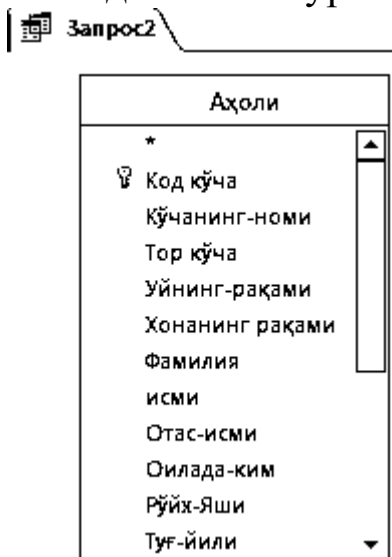 Запрос2
Аҳоли
*
Код кўча
Кўчанинг-номи
Тор кўча
Уйнинг-рақами
Хонанинг рақами
Фамилия
исми
Отас-исми
Оилада-ким
Рўйх-Яши
Туғ-йили